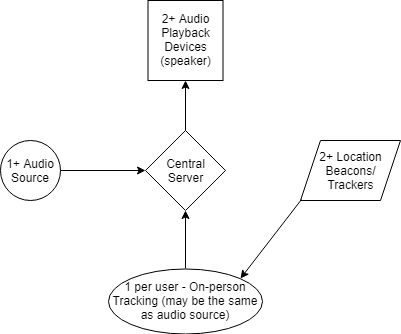 2+ Audio
Playback
Devices
(speaker)
1+ Audio
Source
Central
Server
2+ Location
Beacons/
Trackers
1 per user - On-person
Tracking (may be the same
as audio source)